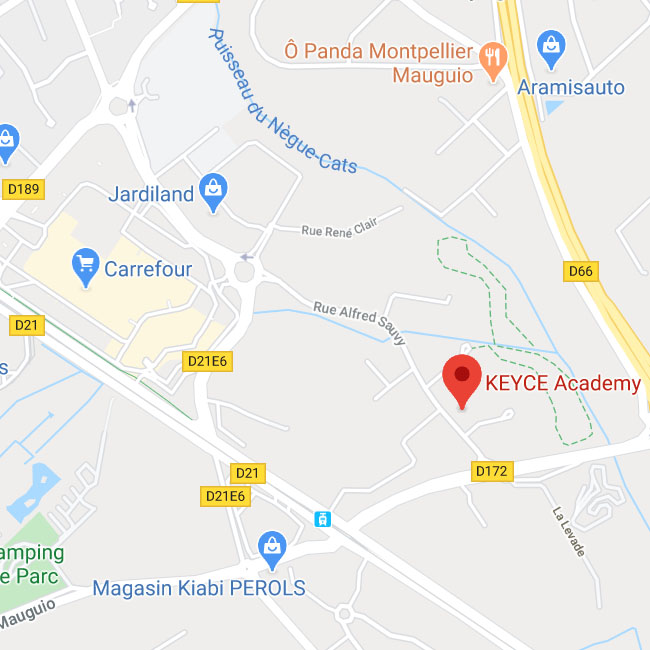 Ruisseau du Nègue-Cats
Ô Panda Montpellier
Mauguio
Aramisauto
D189
Jardiland
Rue René Clair
Carrefour
D66
D21
Rue Alfred Sauvy
D21E6
s
KEYCE Academy
D21
D172
D21E6
La Levade
amping
e Parc
Magasin Kiabi PEROLS
Mauguio